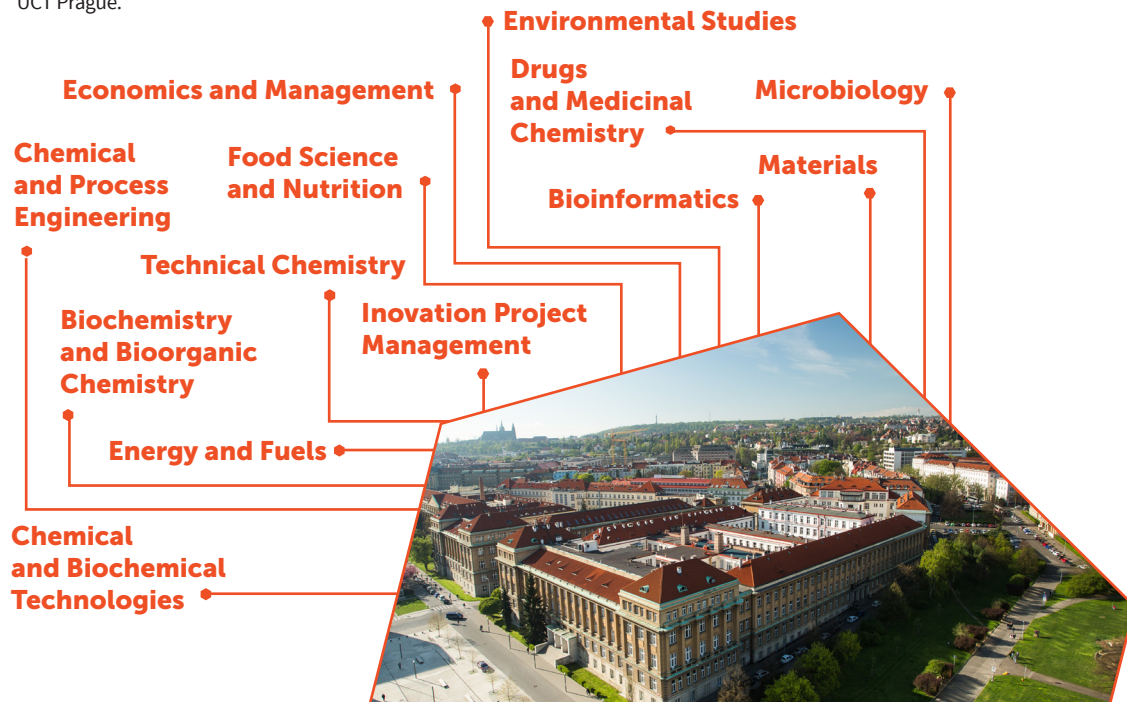 UCT Prague.
Environmental Studies
Economics and Management
Drugs
and Medicinal
Chemistry
Microbiology
Chemical
and Process
Engineering
Food Science
and Nutrition
Materials
Bioinformatics
Technical Chemistry
Biochemistry
and Bioorganic
Chemistry
Inovation Project
Management
Energy and Fuels
Chemical
and Biochemical
Technologies